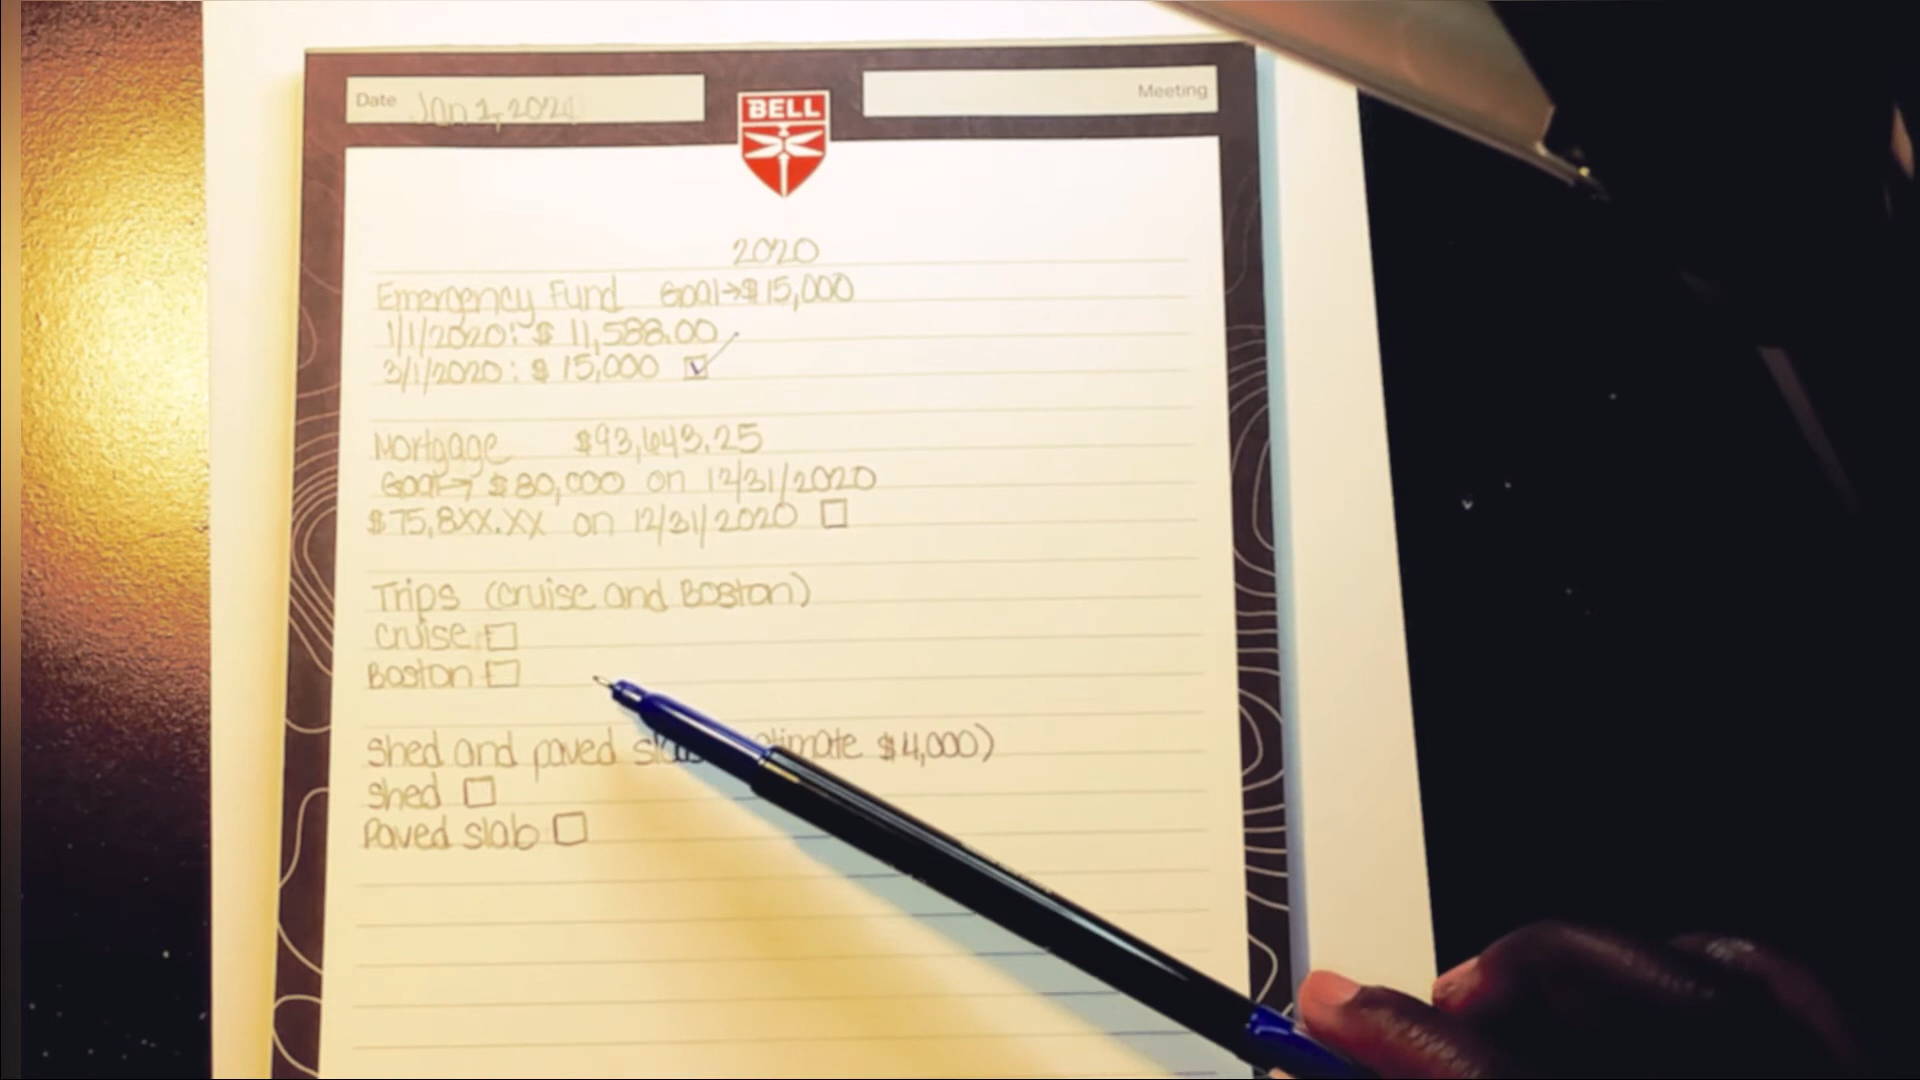 Date Jan 1, 2020
BELL
Meeting
2020
Emergency Fund Goal→$15,000
1/1/2020: $ 11,588.00
3/1/2020: $ 15,000
Mortgage $93,643.25
Goal→ $80,000 on 12/31/2020
$75,8XX.XX on 12/31/2020
Trips (Cruise and Boston)
Cruise
Boston
Shed and paved $4,000)
Shed
Paved slab